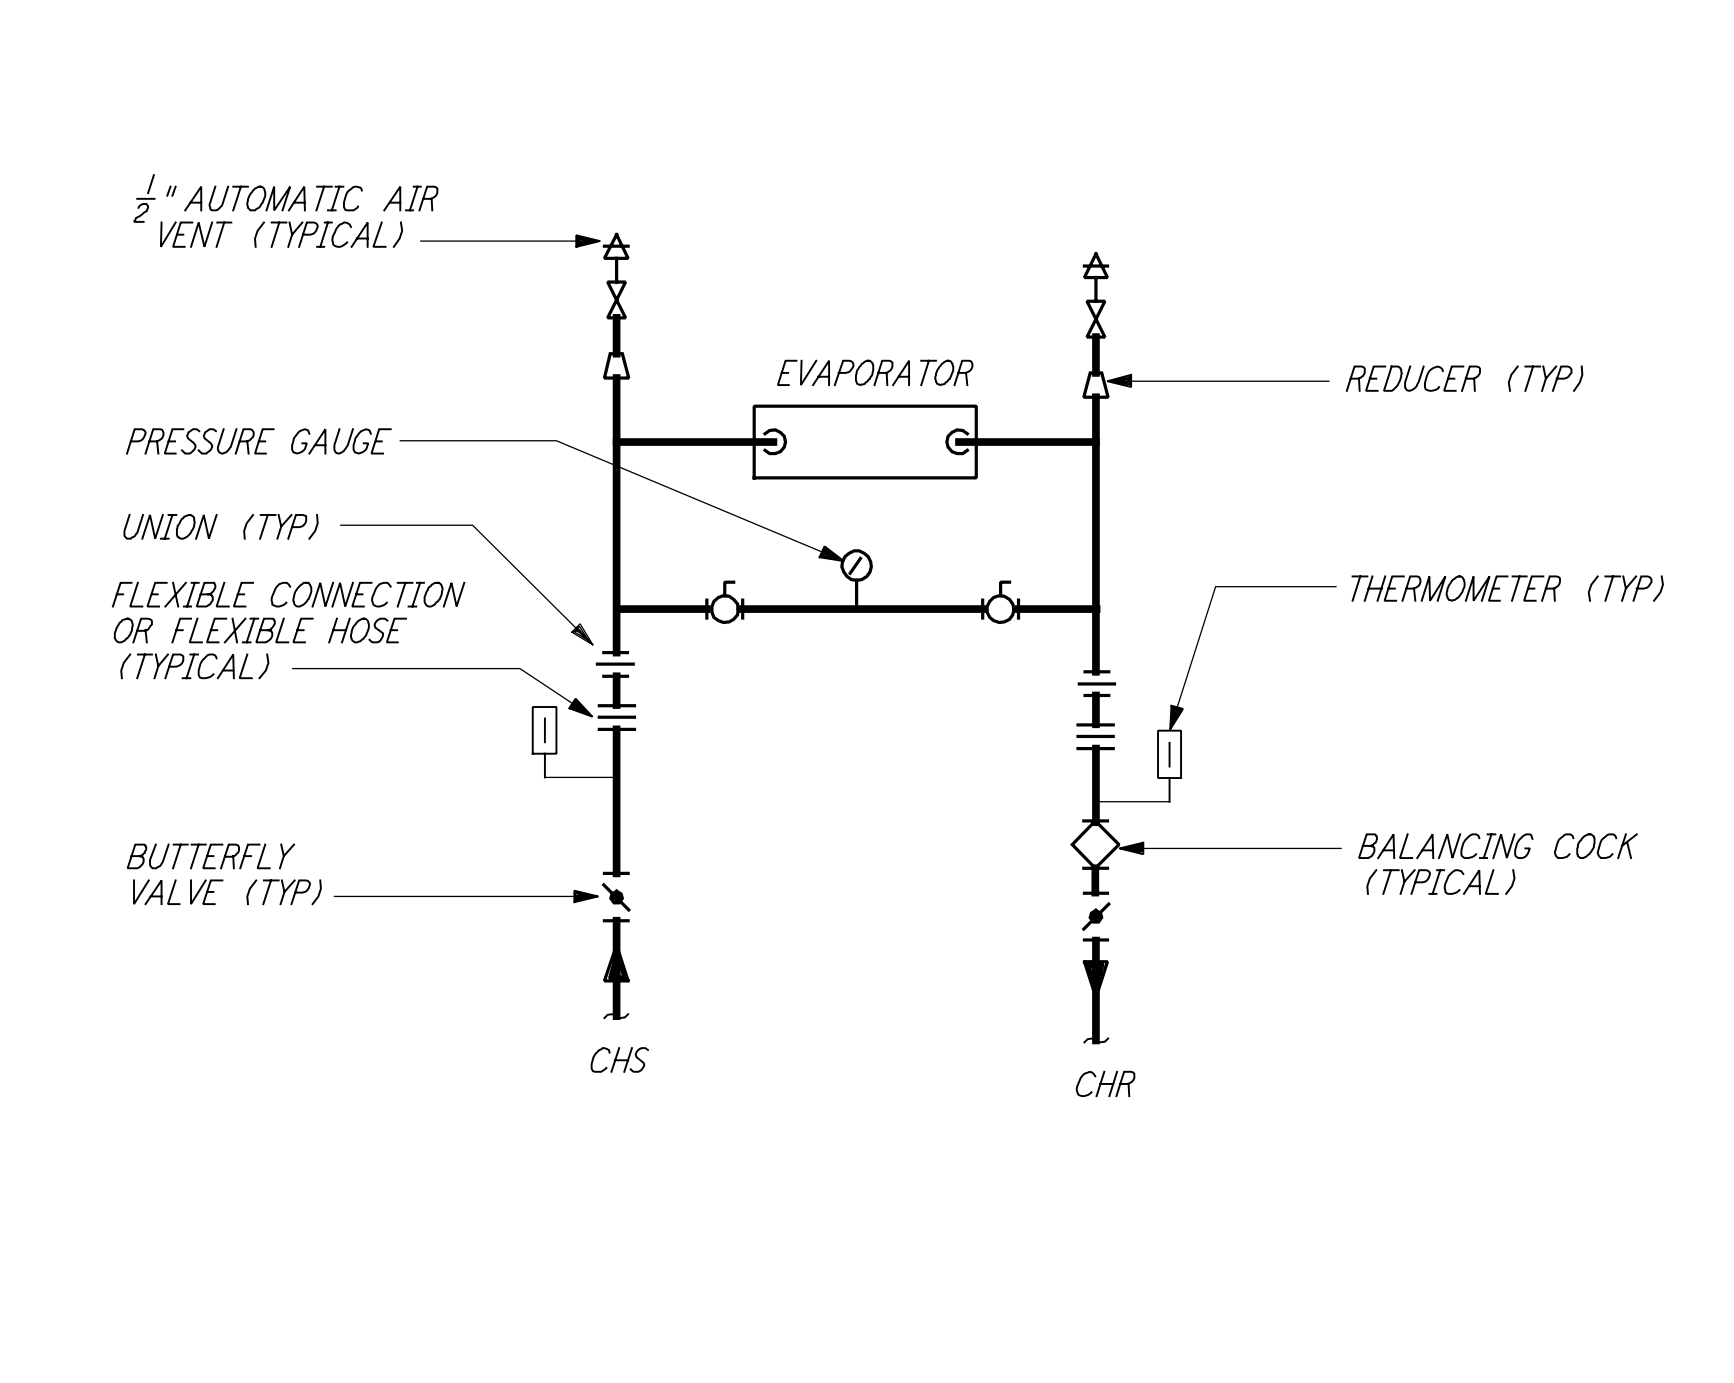 ½" AUTOMATIC AIR
VENT (TYPICAL)
EVAPORATOR
REDUCER (TYP)
PRESSURE GAUGE
UNION (TYP)
FLEXIBLE CONNECTION
OR FLEXIBLE HOSE
(TYPICAL)
THERMOMETER (TYP)
BUTTERFLY
VALVE (TYP)
BALANCING COCK
(TYPICAL)
CHS
CHR